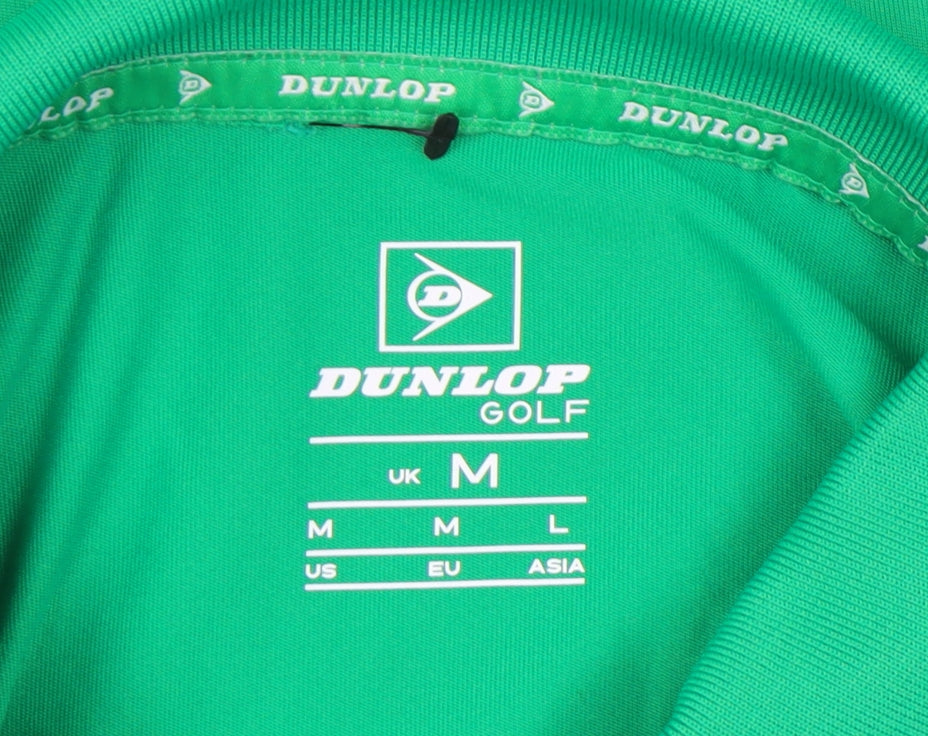 DUNLOP DUNLOP DUNLOP
D
DUNLOP
GOLF
UK M
M M L
US EU ASIA